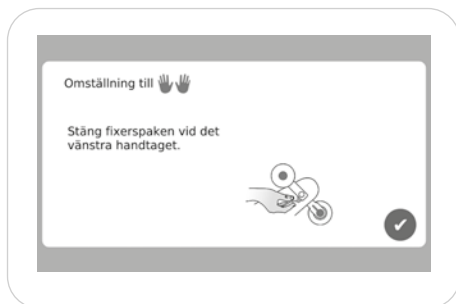 Omställning till
Stäng fixerspaken vid det
vänstra handtaget.